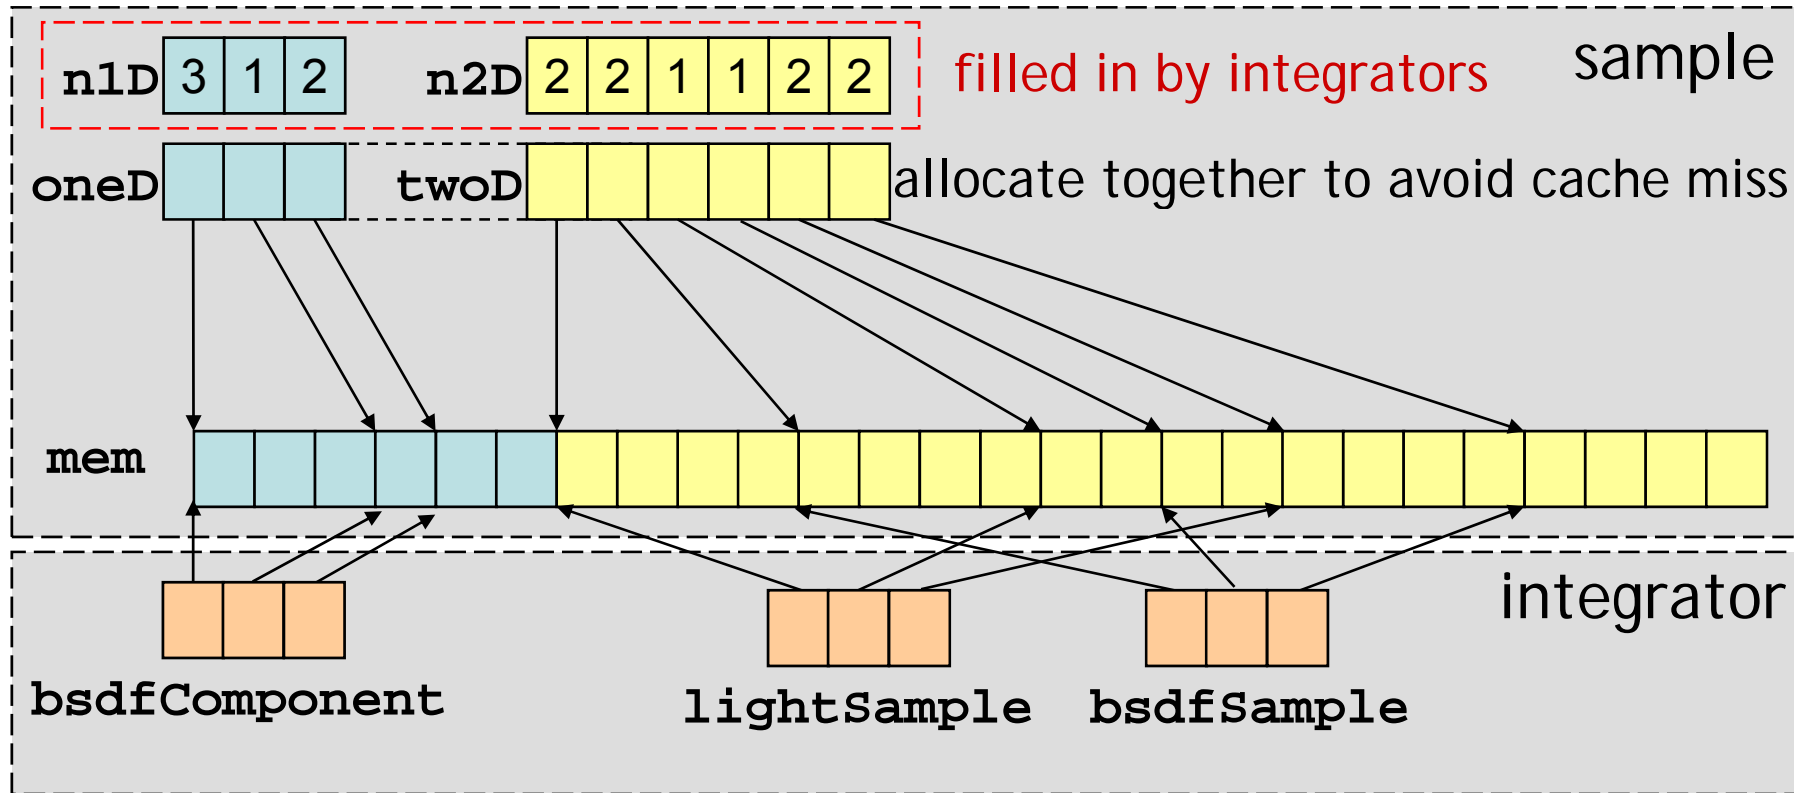 sample
n1D 3 1 2 n2D 2 2 1 1 2 2 filled in by integrators
oneD twoD allocate together to avoid cache miss
mem
integrator
bsdfComponent lightSample bsdfSample